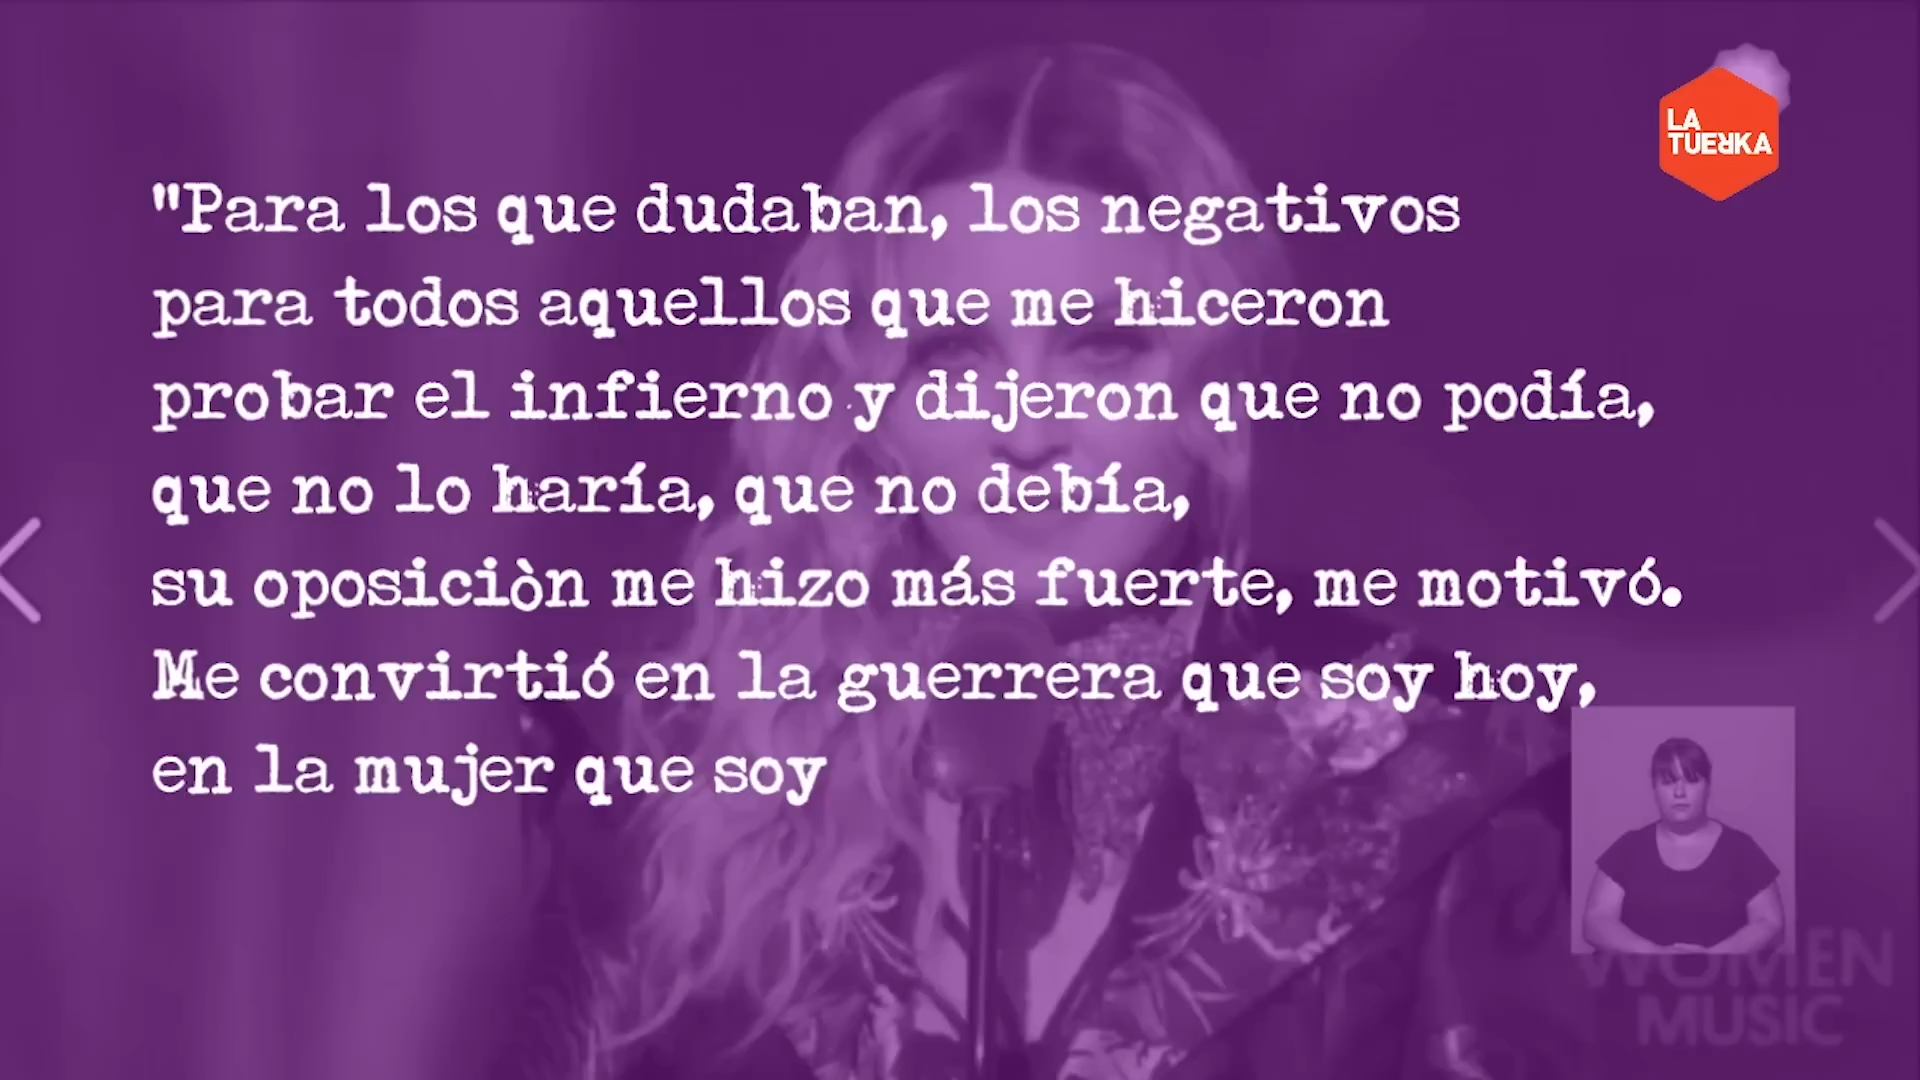 LA
TUERKA
"Para los que dudaban, los negativos
para todos aquellos que me hiceron
probar el infierno y dijeron que no podía,
que no lo haría, que no debía,
su oposiciòn me hizo más fuerte, me motivó.
Me convirtió en la guerrera que soy hoy,
en la mujer que soy
WOMEN
MUSIC